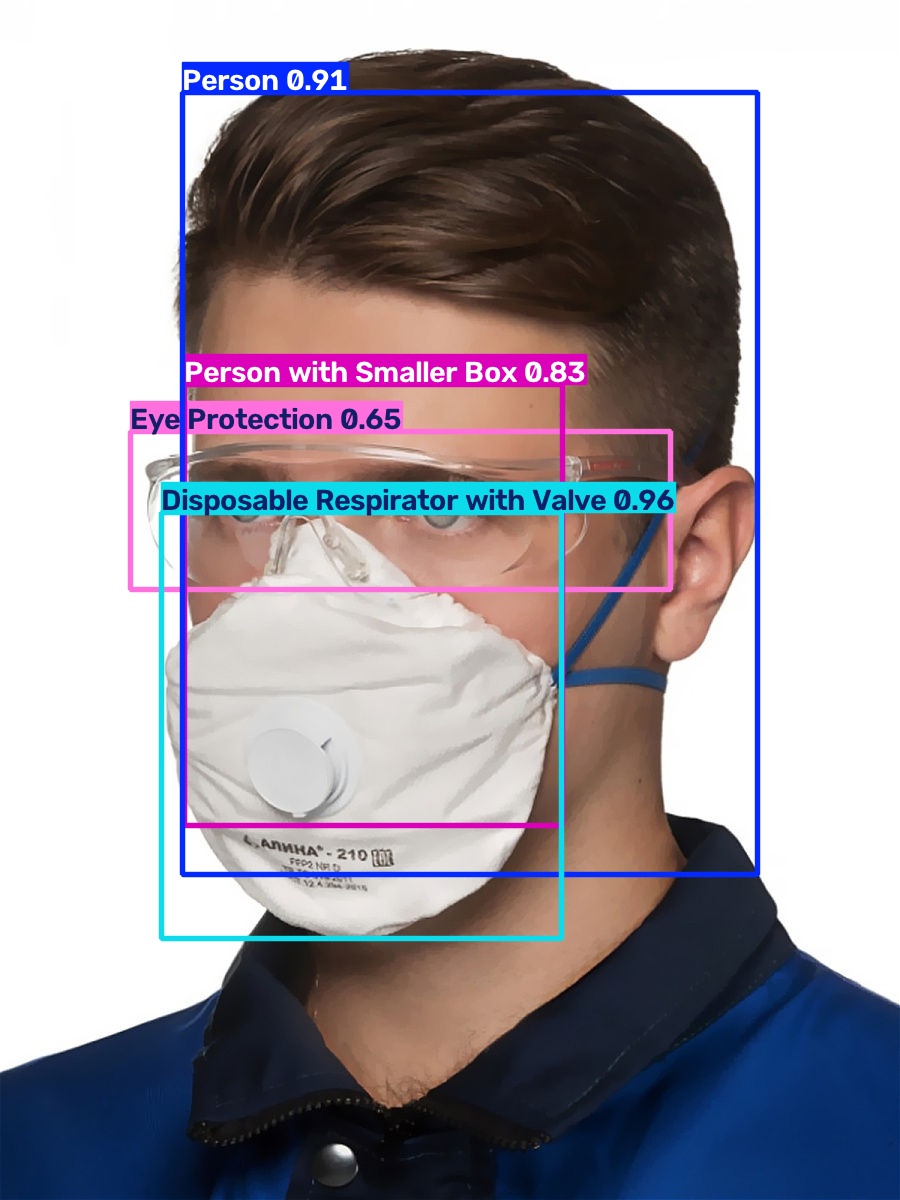 Person 0.91
Person with Smaller Box 0.83
Eye Protection 0.65
Disposable Respirator with Valve 0.96
"АЛИНА"® - 210 EAC
FFP2 NR D